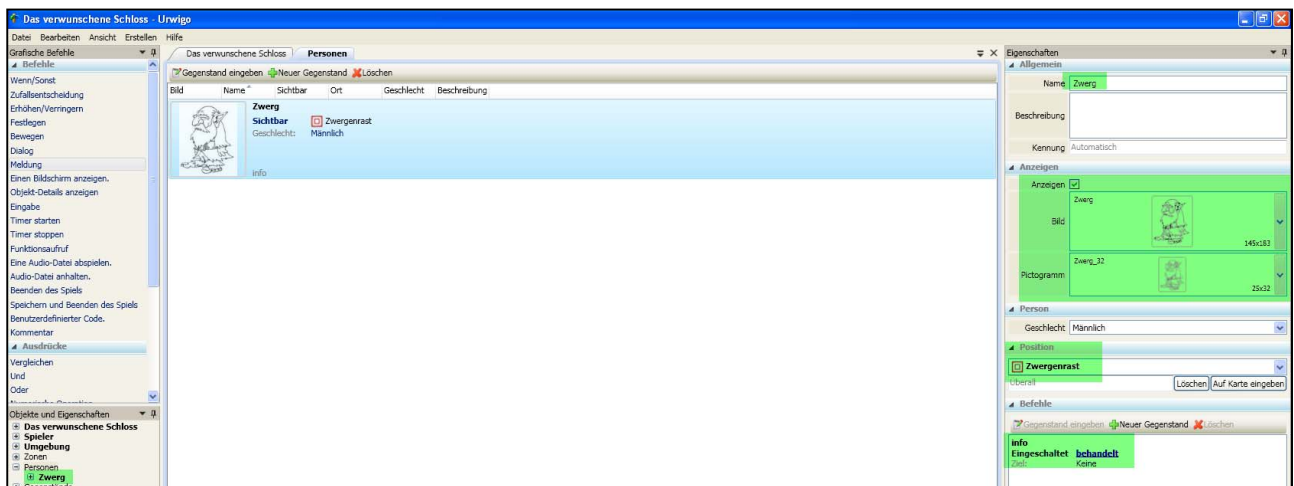 Das verwunschene Schloss - Urwigo
Datei Bearbeiten Ansicht Erstellen Hilfe
Grafische Befehle
Befehle
Wenn/Sonst
Zufallsentscheidung
Erhöhen/Verringern
Festlegen
Bewegen
Dialog
Meldung
Einen Bildschirm anzeigen.
Objekt-Details anzeigen
Eingabe
Timer starten
Timer stoppen
Funktionsaufruf
Eine Audio-Datei abspielen.
Audio-Datei anhalten.
Beenden des Spiels
Speichern und Beenden des Spiels
Benutzerdefinierter Code.
Kommentar
Ausdrücke
Vergleichen
Und
Oder
Objekte und Eigenschaften
Das verwunschene Schloss
Spieler
Umgebung
Zonen
Personen
Zwerg
Das verwunschene Schloss Personen
Gegenstand eingeben Neuer Gegenstand Löschen
Bild Name Sichtbar Ort Geschlecht Beschreibung
Zwerg
Sichtbar Zwergenrast
Geschlecht: Männlich
info
Eigenschaften
Allgemein
Name Zwerg
Beschreibung
Kennung Automatisch
Anzeigen
Anzeigen
Zwerg
Bild
145x183
Zwerg_32
Pictogramm
25x32
Person
Geschlecht Männlich
Position
Zwergenrast
Überall Löschen Auf Karte eingeben
Befehle
Gegenstand eingeben Neuer Gegenstand Löschen
info
Eingeschaltet behandelt
Ziel: Keine